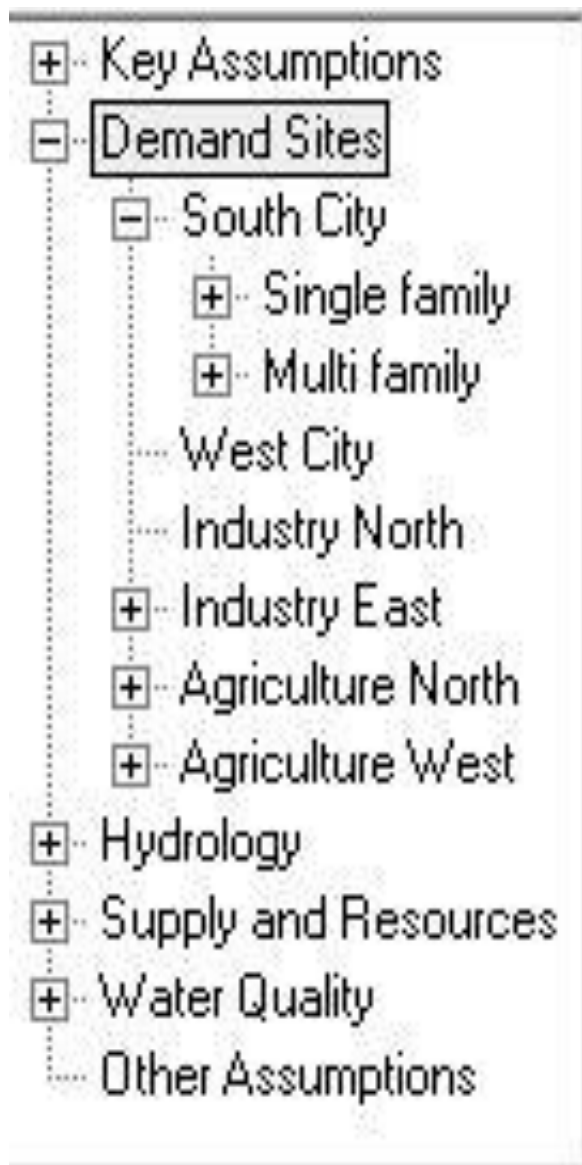 Key Assumptions
Demand Sites
South City
Single family
Multi family
West City
Industry North
Industry East
Agriculture North
Agriculture West
Hydrology
Supply and Resources
Water Quality
Other Assumptions